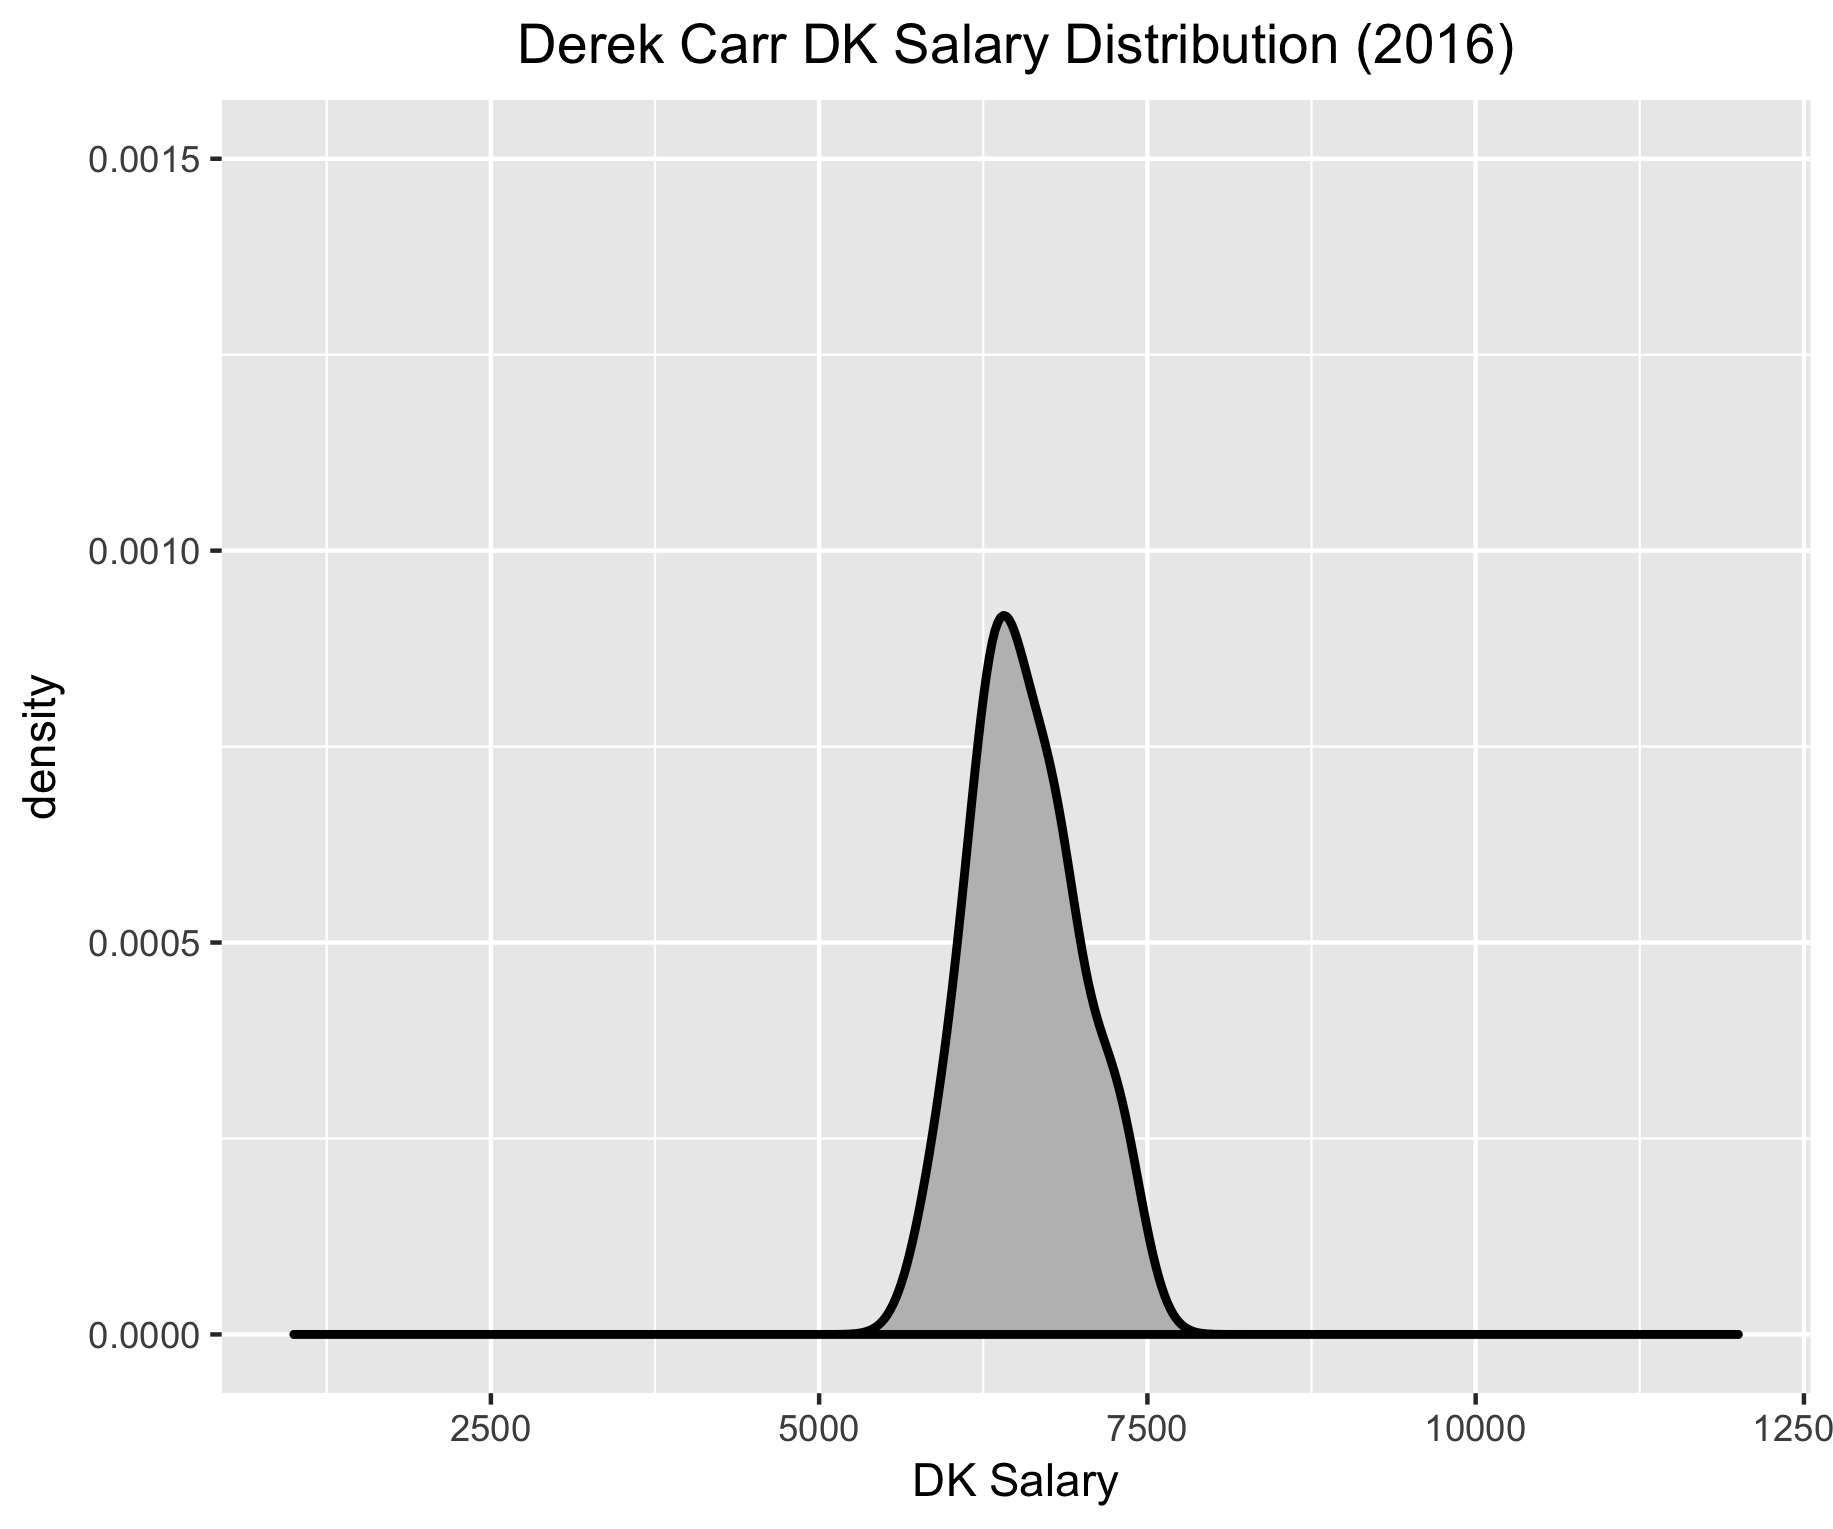 Derek Carr DK Salary Distribution (2016)
0.0015
0.0010
0.0005
0.0000
density
2500 5000 7500 10000 1250
DK Salary